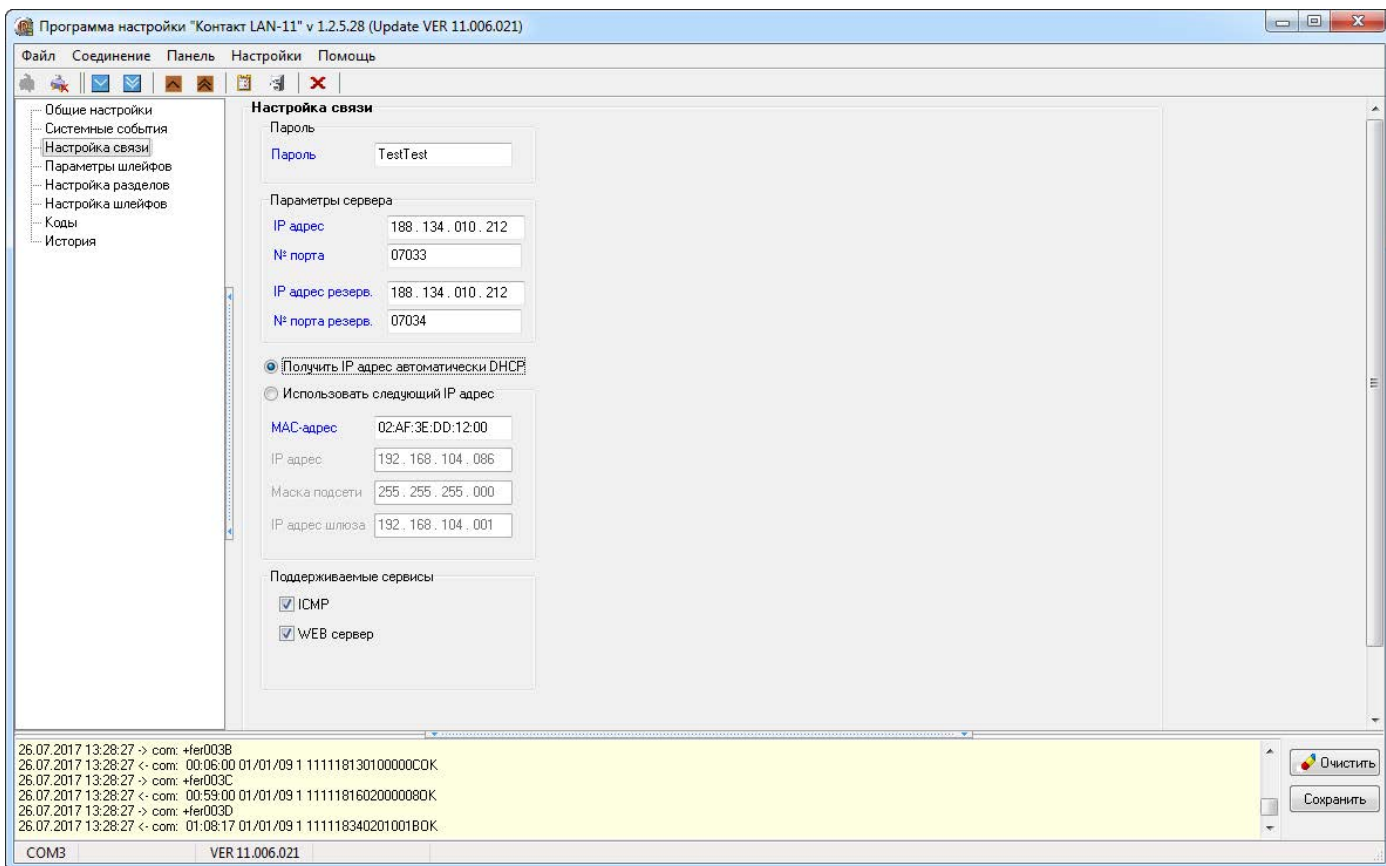 Программа настройки "Контакт LAN-11" v 1.2.5.28 (Update VER 11.006.021)
Файл Соединение Панель Настройки Помощь
Общие настройки
Системные события
Настройка связи
Параметры шлейфов
Настройка разделов
Настройка шлейфов
Коды
История
Настройка связи
Пароль
Пароль TestTest
Параметры сервера
IP адрес 188 . 134 . 010 . 212
№ порта 07033
IP адрес резерв. 188 . 134 . 010 . 212
№ порта резерв. 07034
Получить IP адрес автоматически DHCP
Использовать следующий IP адрес
MAC-адрес 02:AF:3E:DD:12:00
IP адрес 192 . 168 . 104 . 086
Маска подсети 255 . 255 . 255 . 000
IP адрес шлюза 192 . 168 . 104 . 001
Поддерживаемые сервисы
ICMP
WEB сервер
26.07.2017 13:28:27 -> com: +fer003B
26.07.2017 13:28:27 <- com: 00:06:00 01/01/09 1 111118130100000COK
26.07.2017 13:28:27 -> com: +fer003C
26.07.2017 13:28:27 <- com: 00:59:00 01/01/09 1 1111181602000008OK
26.07.2017 13:28:27 -> com: +fer003D
26.07.2017 13:28:27 <- com: 01:08:17 01/01/09 1 111118340201001BOK
Очистить
Сохранить
COM3 VER 11.006.021